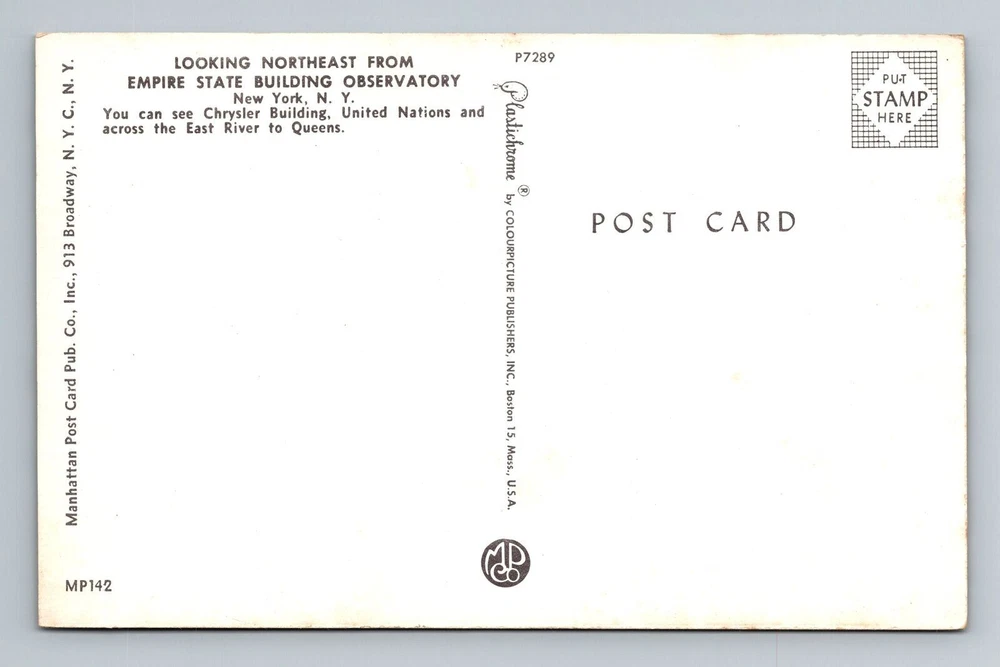 LOOKING NORTHEAST FROM
EMPIRE STATE BUILDING OBSERVATORY
New York, N. Y.
You can see Chrysler Building, United Nations and
across the East River to Queens.
Manhattan Post Card Pub. Co., Inc., 913 Broadway, N. Y. C., N. Y.
MP142
P7289
Plastichrome ® by COLOURPICTURE PUBLISHERS, INC., Boston 15, Mass., U.S.A.
MP
Co
PUT
STAMP
HERE
POST CARD